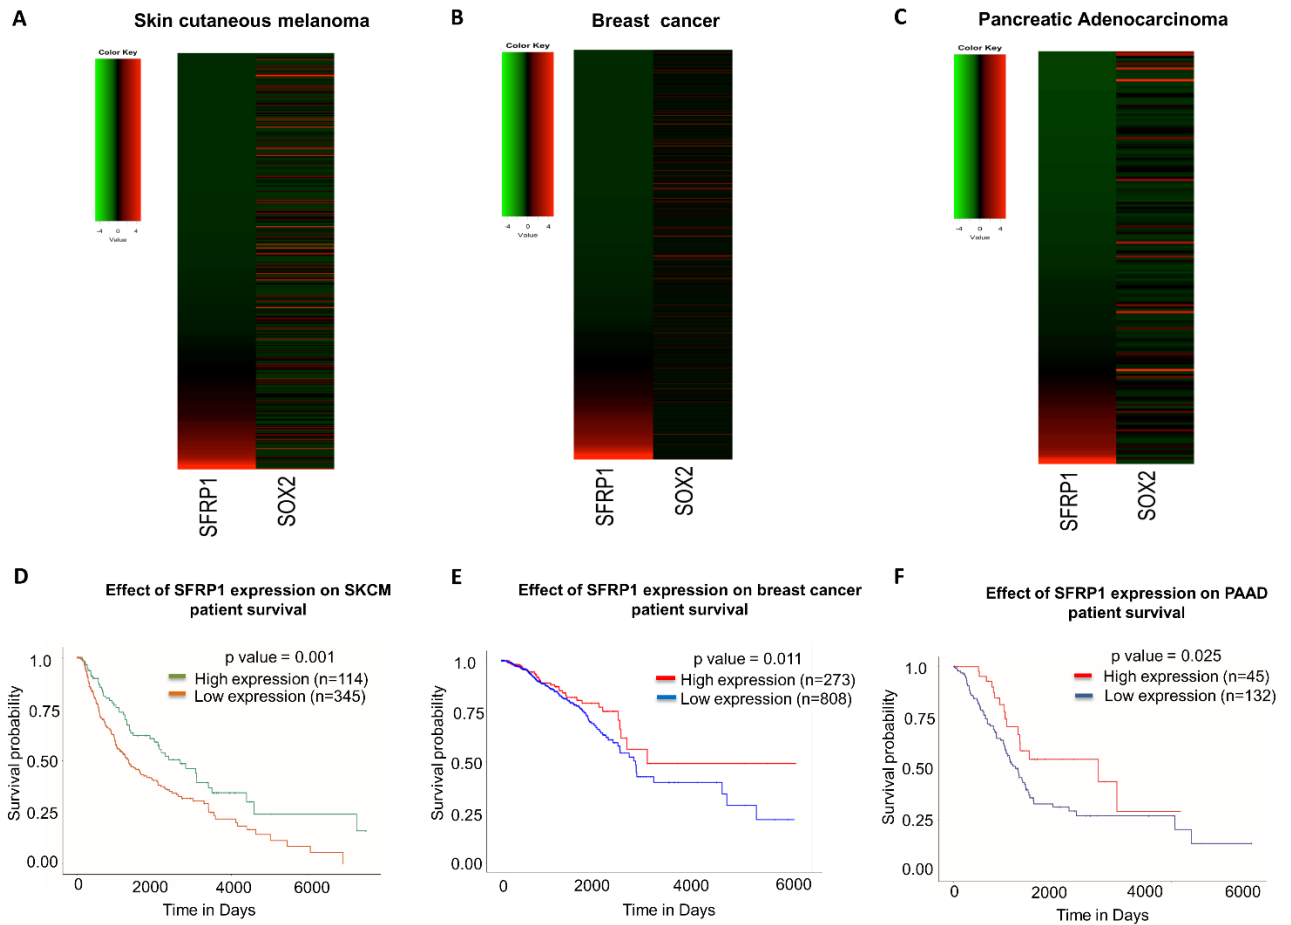 A
Skin cutaneous melanoma
Color Key
-4 0 4
Value
SFRP1
SOX2
B
Breast cancer
Color Key
-4 0 4
Value
SFRP1
SOX2
C
Pancreatic Adenocarcinoma
Color Key
-4 0 4
Value
SFRP1
SOX2
D
Effect of SFRP1 expression on SKCM
patient survival
p value = 0.001
High expression (n=114)
Low expression (n=345)
Survival probability
1.0
0.75
0.50
0.25
0.00
0 2000 4000 6000
Time in Days
E
Effect of SFRP1 expression on breast cancer
patient survival
p value = 0.011
High expression (n=273)
Low expression (n=808)
Survival probability
1.0
0.75
0.50
0.25
0.00
0 2000 4000 6000
Time in Days
F
Effect of SFRP1 expression on PAAD
patient survival
p value = 0.025
High expression (n=45)
Low expression (n=132)
Survival probability
1.0
0.75
0.50
0.25
0.00
0 2000 4000 6000
Time in Days